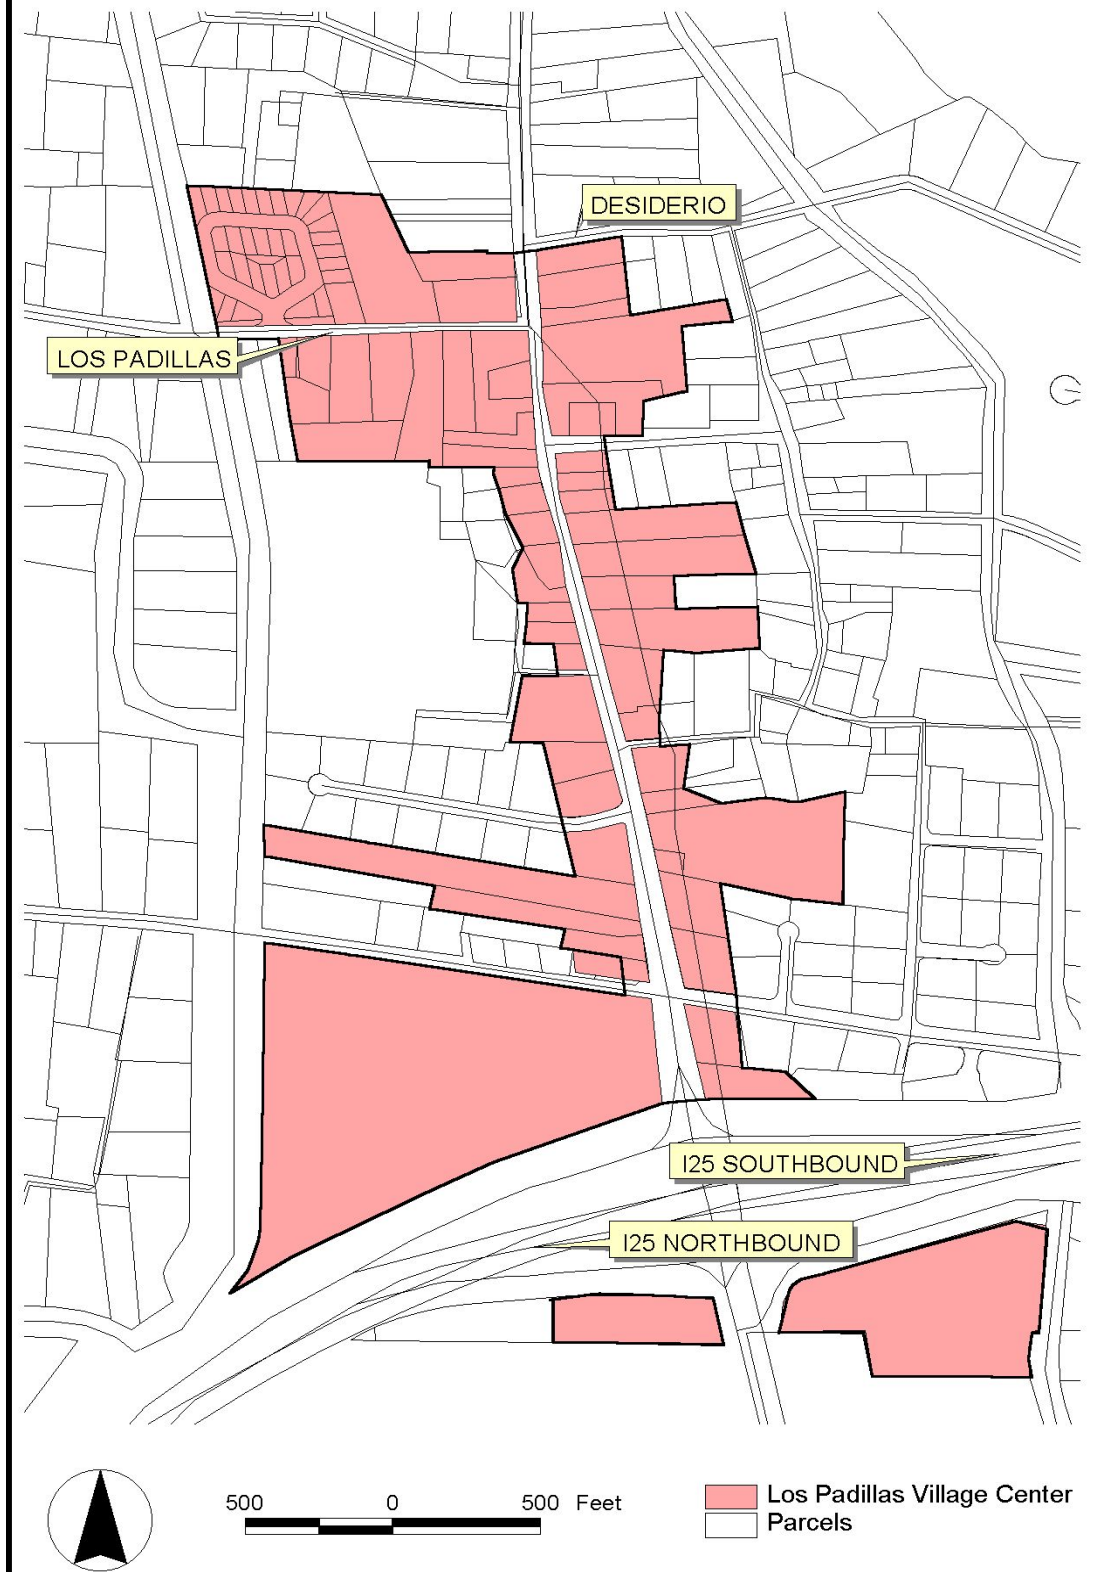 DESIDERIO
LOS PADILLAS
I25 SOUTHBOUND
I25 NORTHBOUND
500 0 500 Feet
Los Padillas Village Center
Parcels